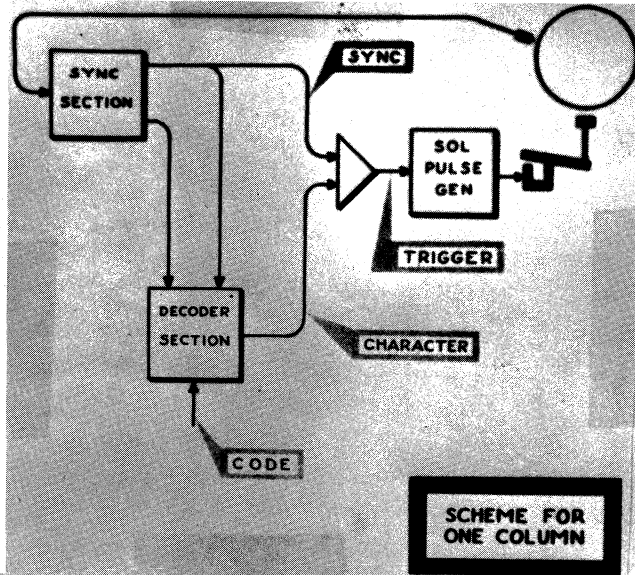 SYNC
SECTION
SYNC
SOL
PULSE
GEN
TRIGGER
DECODER
SECTION
CHARACTER
CODE
SCHEME FOR
ONE COLUMN